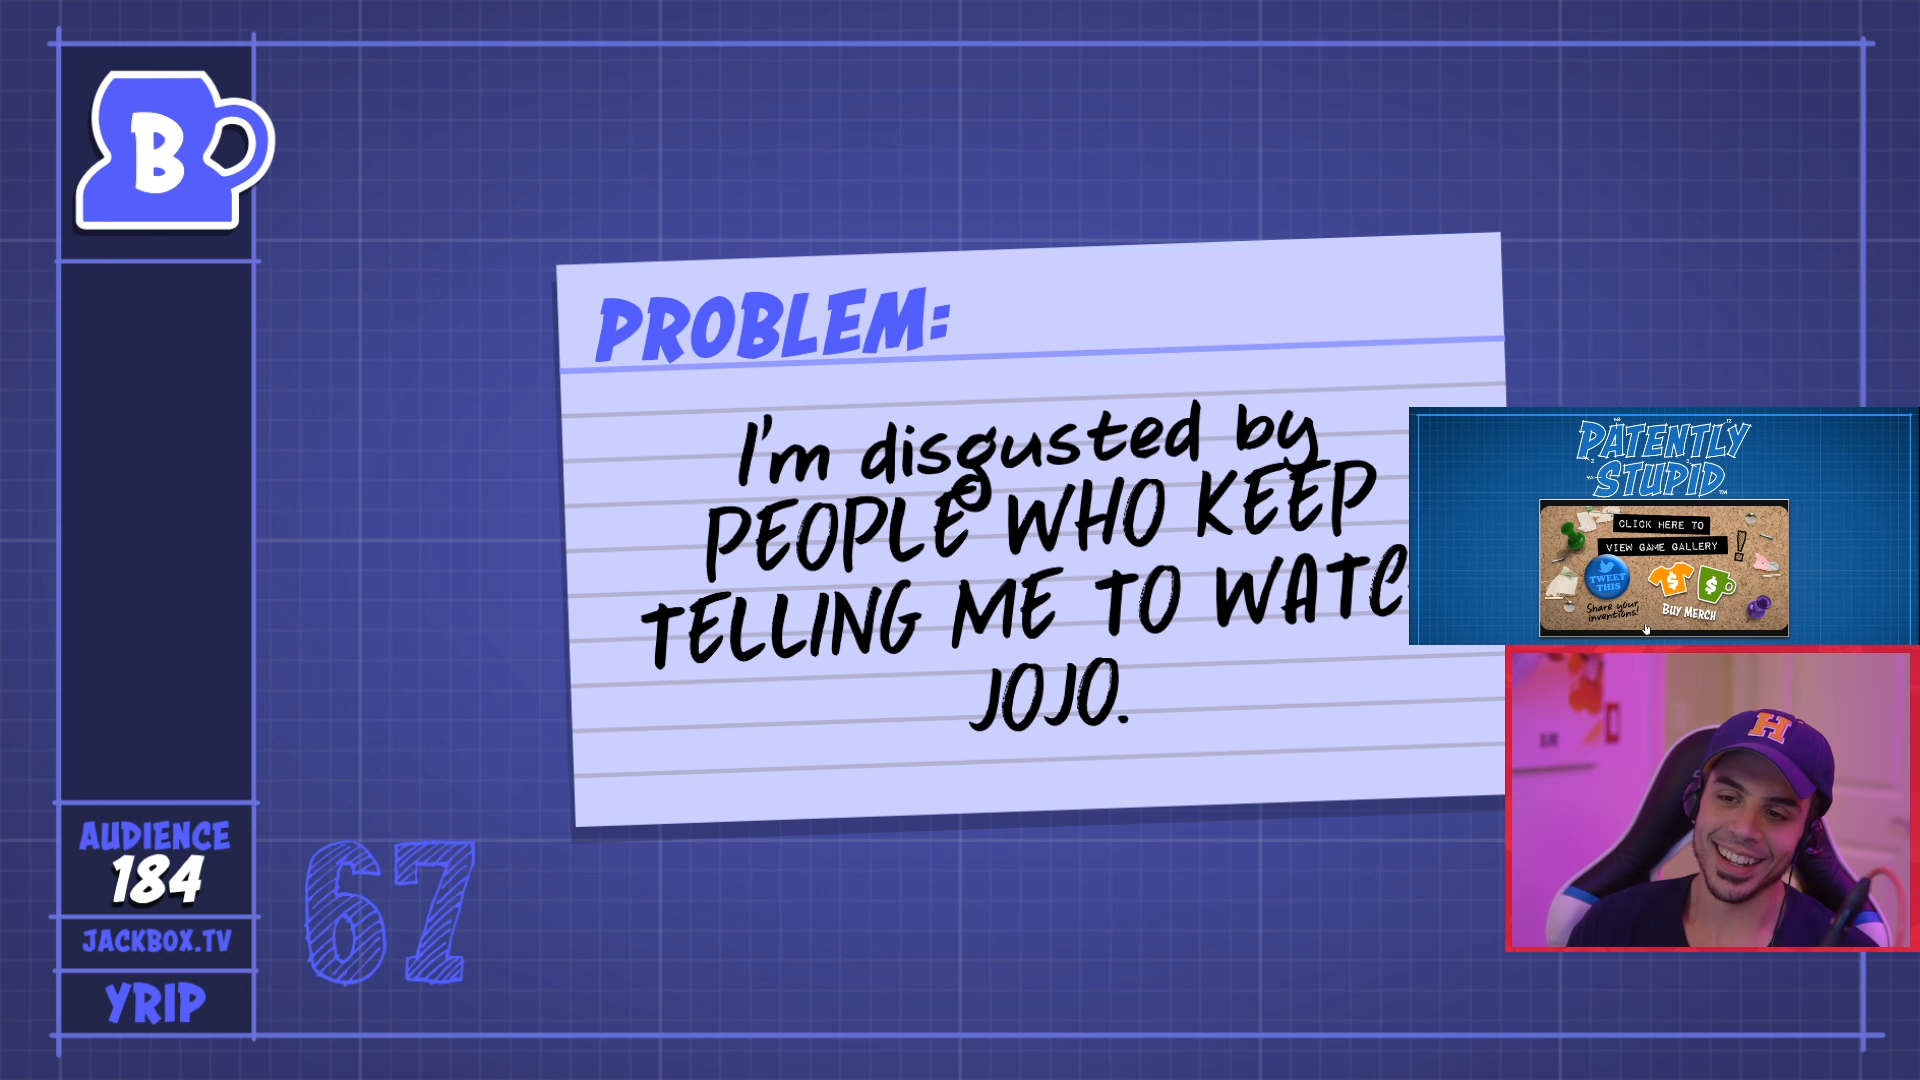 B
PROBLEM:
I'm disgusted by
PEOPLE WHO KEEP
TELLING ME TO WATC
JOJO.
PATENTLY
STUPID™
CLICK HERE TO
VIEW GAME GALLERY
TWEET
THIS
Share your
inventions!
$
$
BUY MERCH
H
AUDIENCE
184
JACKBOX.TV
YRIP
67